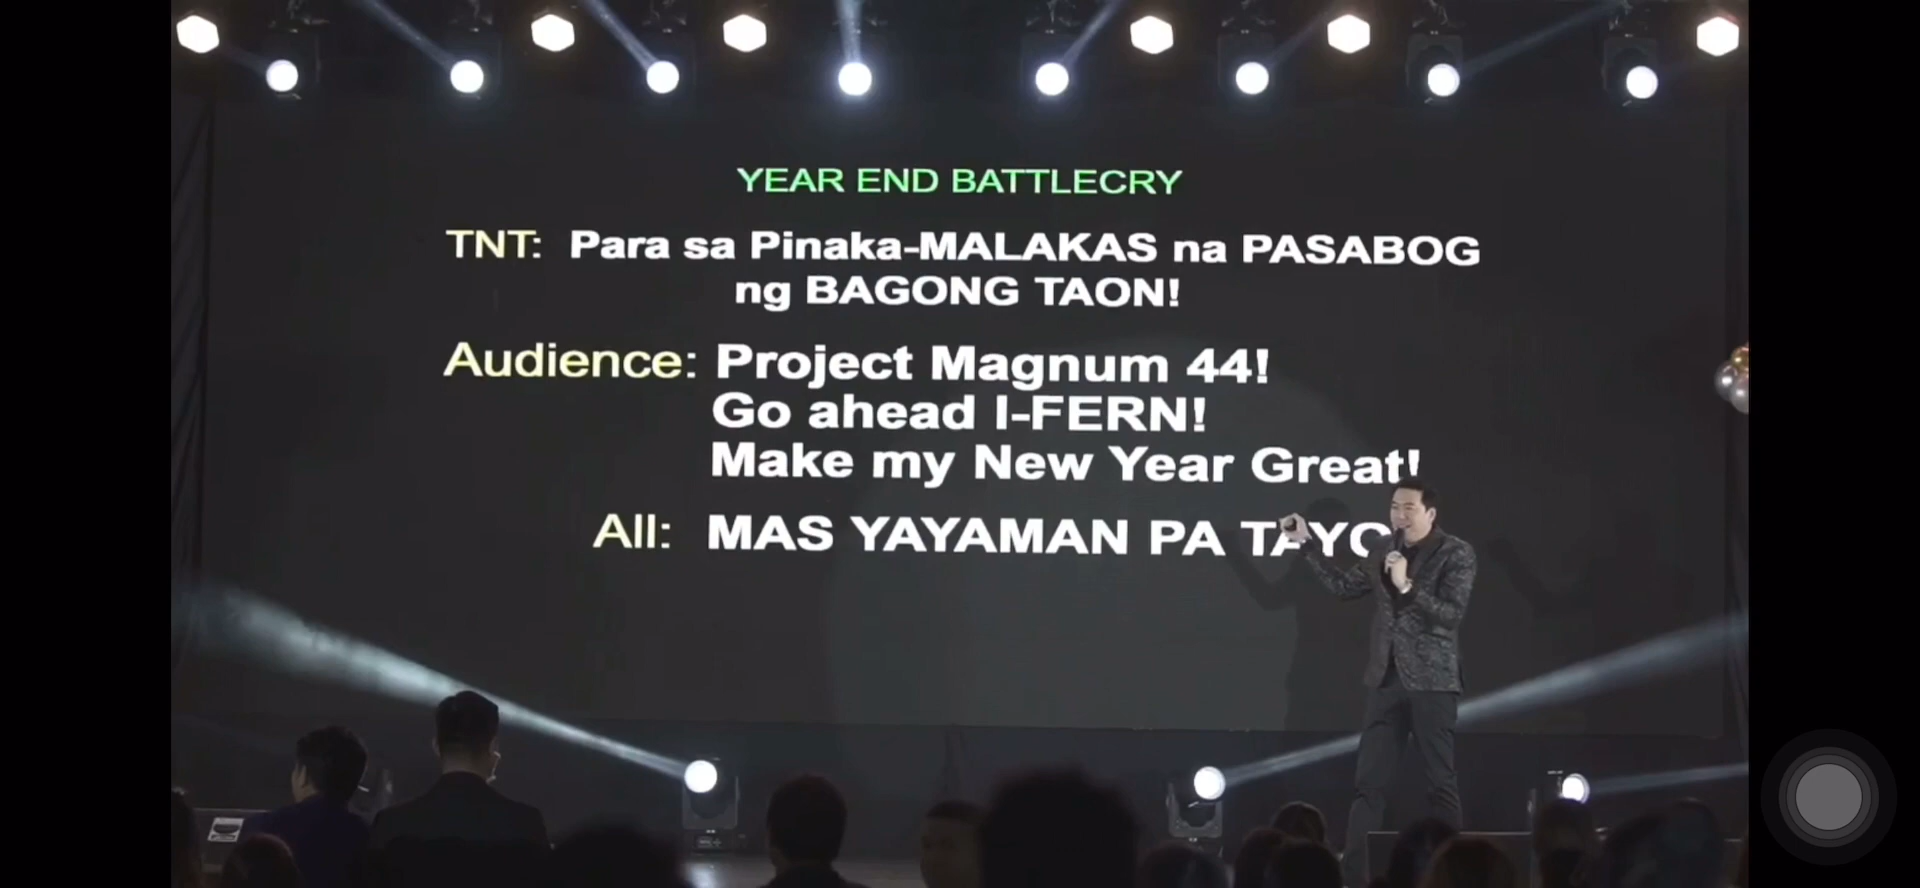 YEAR END BATTLECRY
TNT: Para sa Pinaka-MALAKAS na PASABOG
ng BAGONG TAON!
Audience: Project Magnum 44!
Go ahead I-FERN!
Make my New Year Great!
All: MAS YAYAMAN PA TAYO